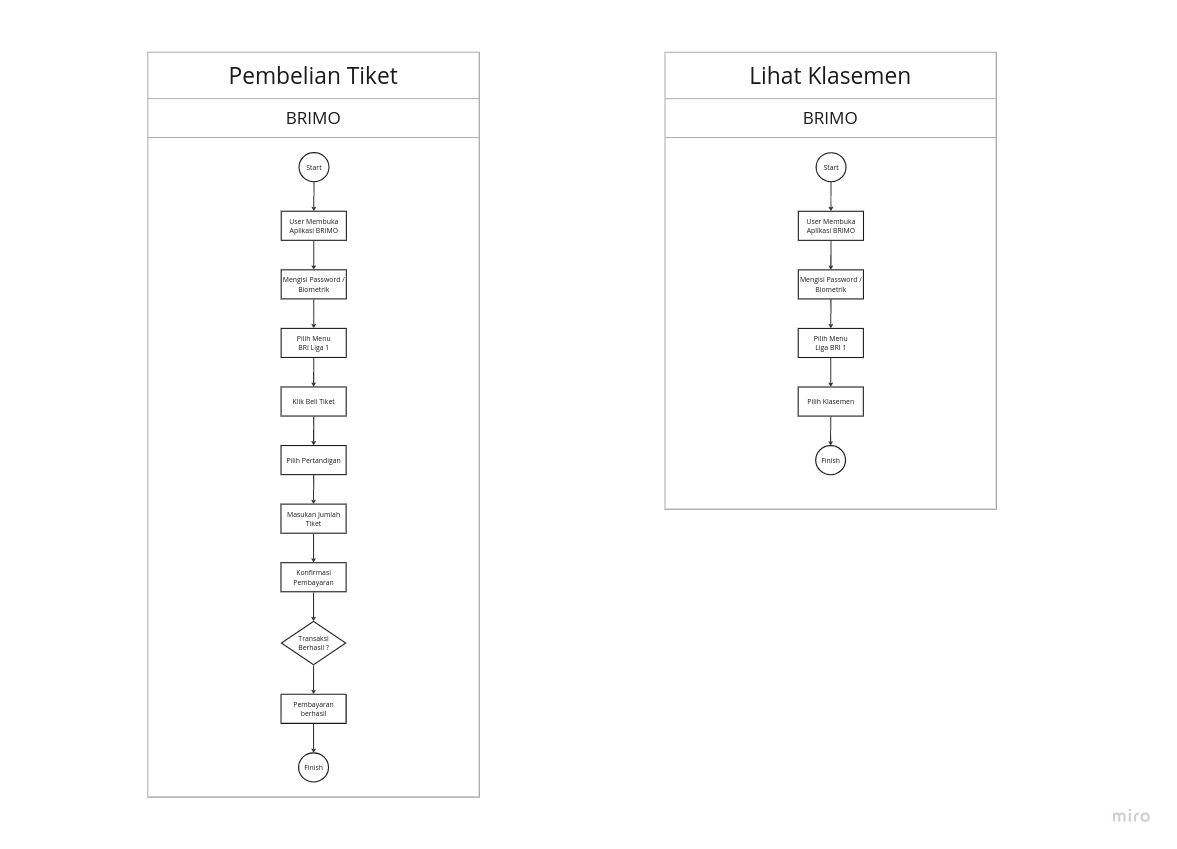 Pembelian Tiket
BRIMO
Start
User Membuka
Aplikasi BRIMO
Mengisi Password /
Biometrik
Pilih Menu
BRI Liga 1
Klik Beli Tiket
Pilih Pertandigan
Masukan Jumlah
Tiket
Konfirmasi
Pembayaran
Transaksi
Berhasil ?
Pembayaran
berhasil
Finish
Lihat Klasemen
BRIMO
Start
User Membuka
Aplikasi BRIMO
Mengisi Password /
Biometrik
Pilih Menu
Liga BRI 1
Pilih Klasemen
Finish
miro